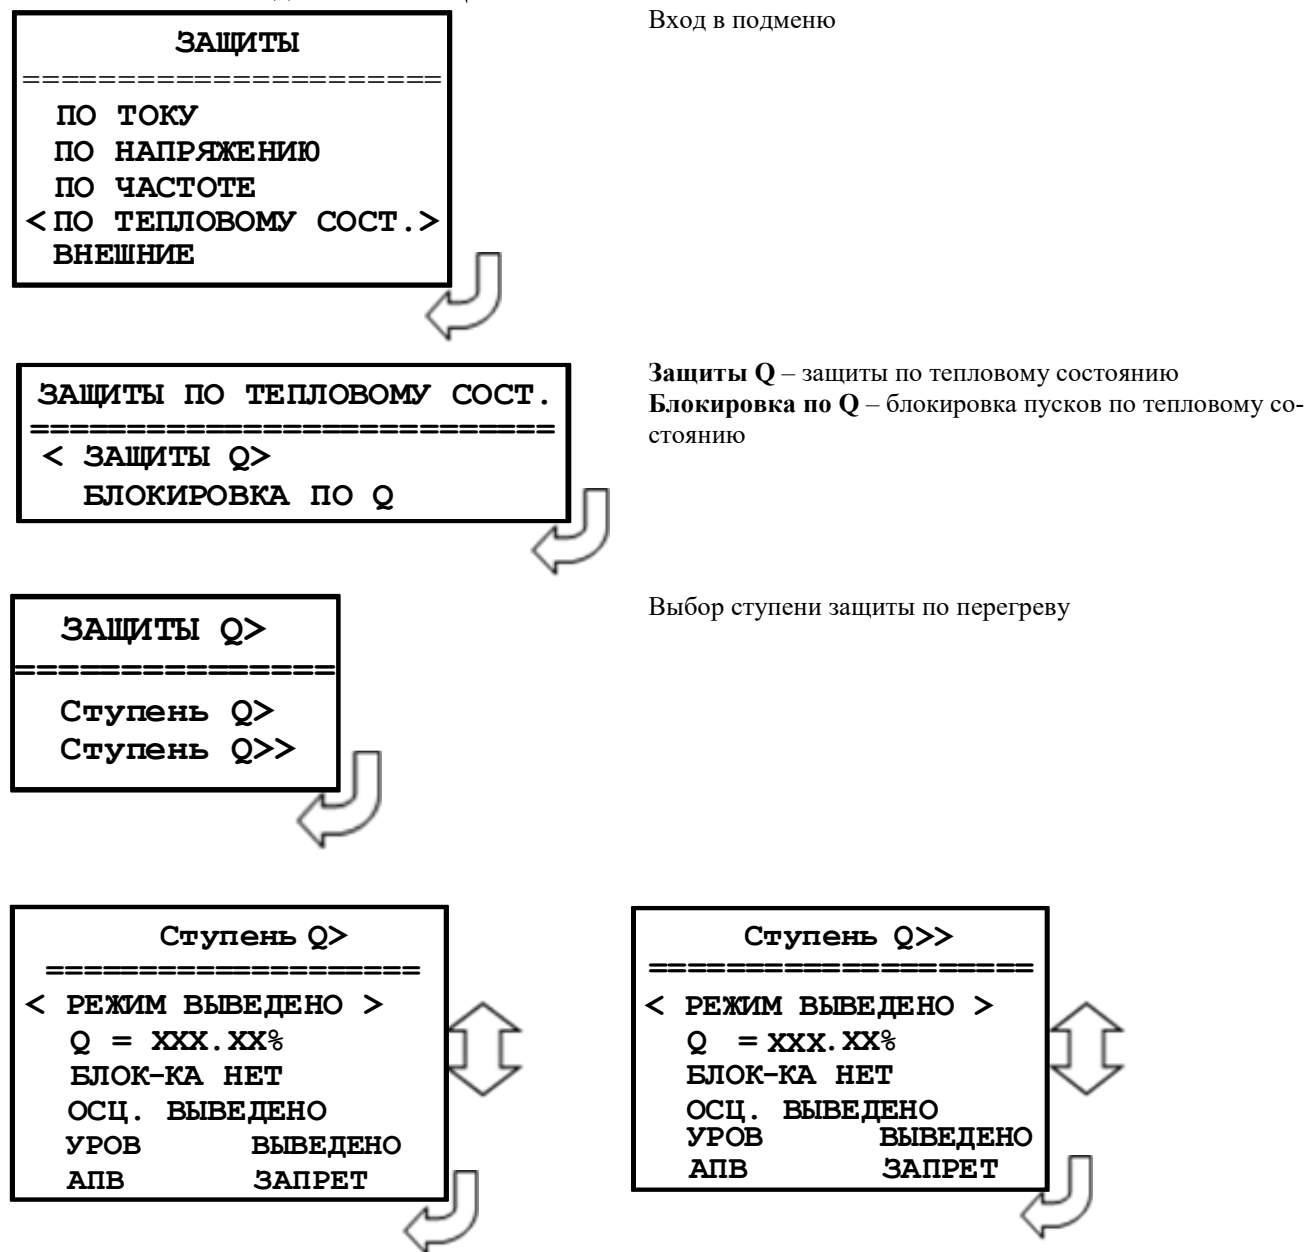 ЗАЩИТЫ
Вход в подменю
======================
ПО ТОКУ
ПО НАПРЯЖЕНИЮ
ПО ЧАСТОТЕ
<ПО ТЕПЛОВОМУ СОСТ.>
ВНЕШНИЕ
ЗАЩИТЫ ПО ТЕПЛОВОМУ СОСТ.
===========================
< ЗАЩИТЫ Q>
БЛОКИРОВКА ПО Q
Защиты Q – защиты по тепловому состоянию
Блокировка по Q – блокировка пусков по тепловому со-
стоянию
ЗАЩИТЫ Q>
===============
Ступень Q>
Ступень Q>>
Выбор ступени защиты по перегреву
Ступень Q>
====================
< РЕЖИМ ВЫВЕДЕНО >
Q = XXX.XX%
БЛОК-КА НЕТ
ОСЦ. ВЫВЕДЕНО
УРОВ ВЫВЕДЕНО
АПВ ЗАПРЕТ
Ступень Q>>
====================
< РЕЖИМ ВЫВЕДЕНО >
Q = XXX.XX%
БЛОК-КА НЕТ
ОСЦ. ВЫВЕДЕНО
УРОВ ВЫВЕДЕНО
АПВ ЗАПРЕТ